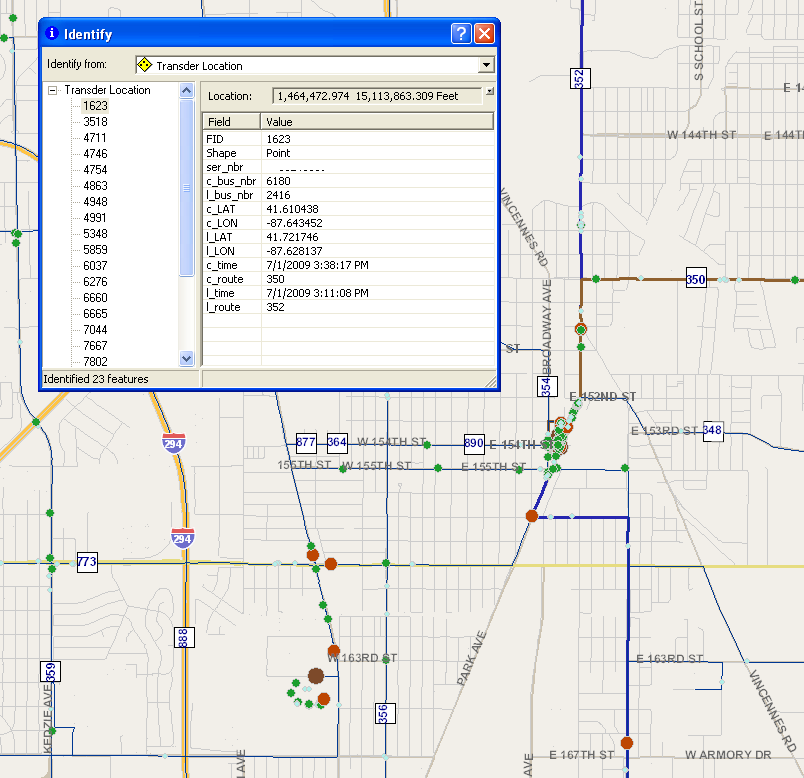 Identify
Identify from: Transder Location
Transder Location
1623
3518
4711
4746
4754
4863
4948
4991
5348
5859
6037
6276
6660
6665
7044
7667
7802
Location: 1,464,472.974 15,113,863.309 Feet
Field Value
FID 1623
Shape Point
ser_nbr
c_bus_nbr 6180
l_bus_nbr 2416
c_LAT 41.610438
c_LON -87.643452
l_LAT 41.721746
l_LON -87.628137
c_time 7/1/2009 3:38:17 PM
c_route 350
l_time 7/1/2009 3:11:08 PM
l_route 352
Identified 23 features
S SCHOOL ST
352
E 14
W 144TH ST
E 144TH
VINCENNES RD
350
BROADWAY AVE
ST
354
E 152ND ST
E 153RD ST
348
294
877
364
W 154TH ST
890
E 154TH ST
155TH ST
W 155TH ST
E 155TH ST
294
773
888
W 163RD ST
PARK AVE
E 163RD ST
359
KEDZIE AVE
356
VINCENNES RD
AVE
AVE
E 167TH ST
W ARMORY DR